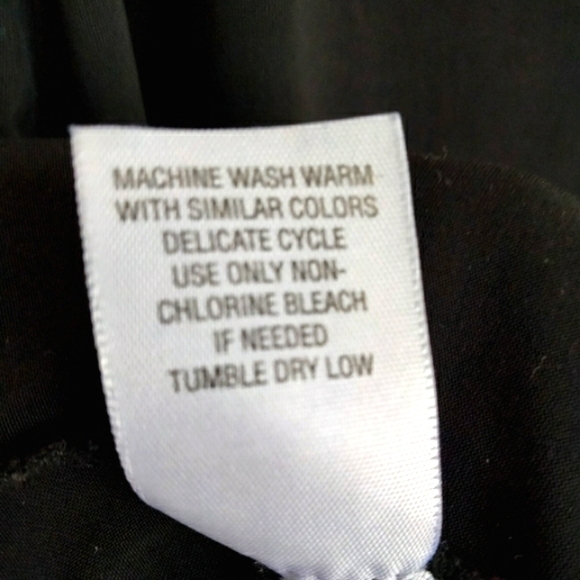 MACHINE WASH WARM
WITH SIMILAR COLORS
DELICATE CYCLE
USE ONLY NON-
CHLORINE BLEACH
IF NEEDED
TUMBLE DRY LOW